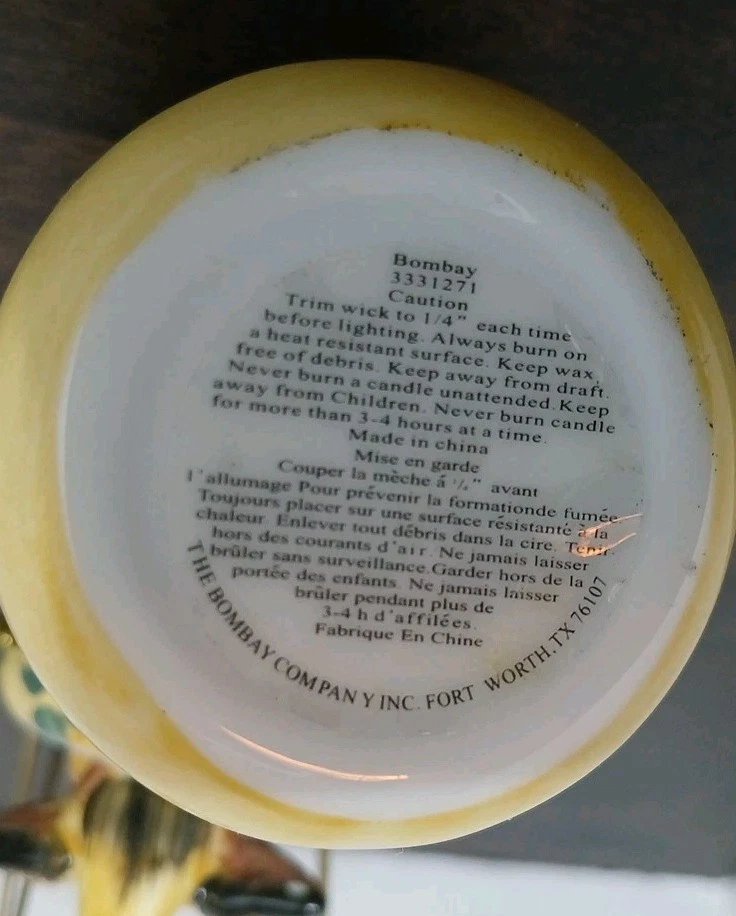 Bombay
3331271
Caution
Trim wick to 1/4" each time
before lighting. Always burn on
a heat resistant surface. Keep wax,
free of debris. Keep away from draft.
Never burn a candle unattended.Keep
away from Children. Never burn candle
for more than 3-4 hours at a time.
Made in china
Mise en garde
Couper la mèche á ¼" avant
l'allumage Pour prévenir la formationde fumée.
Toujours placer sur une surface résistante à la
chaleur. Enlever tout débris dans la cire. Tenir.
hors des courants d'air. Ne jamais laisser
brûler sans surveillance.Garder hors de la
portée des enfants. Ne jamais laisser
brûler pendant plus de
3-4 h d'affilées.
Fabrique En Chine
THE BOMBAY COMPANY INC. FORT WORTH.TX 76107